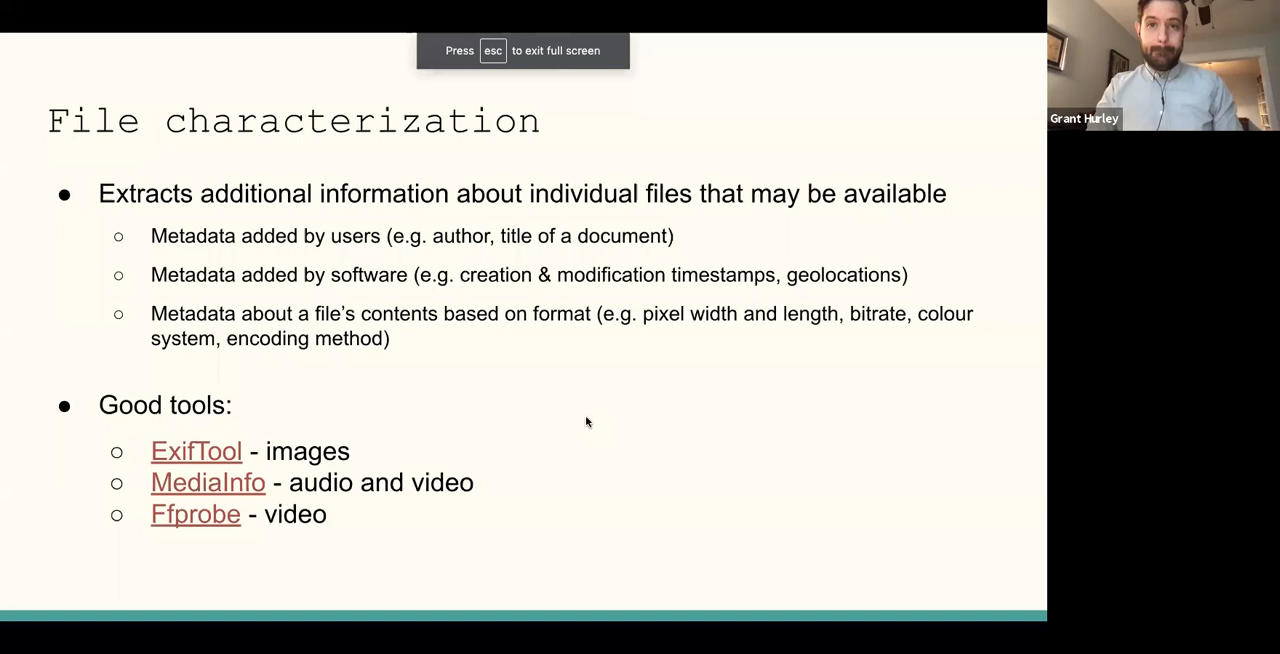 Press esc to exit full screen
Grant Hurley
File characterization
● Extracts additional information about individual files that may be available
○ Metadata added by users (e.g. author, title of a document)
○ Metadata added by software (e.g. creation & modification timestamps, geolocations)
○ Metadata about a file’s contents based on format (e.g. pixel width and length, bitrate, colour
system, encoding method)
● Good tools:
○ ExifTool - images
○ MediaInfo - audio and video
○ Ffprobe - video